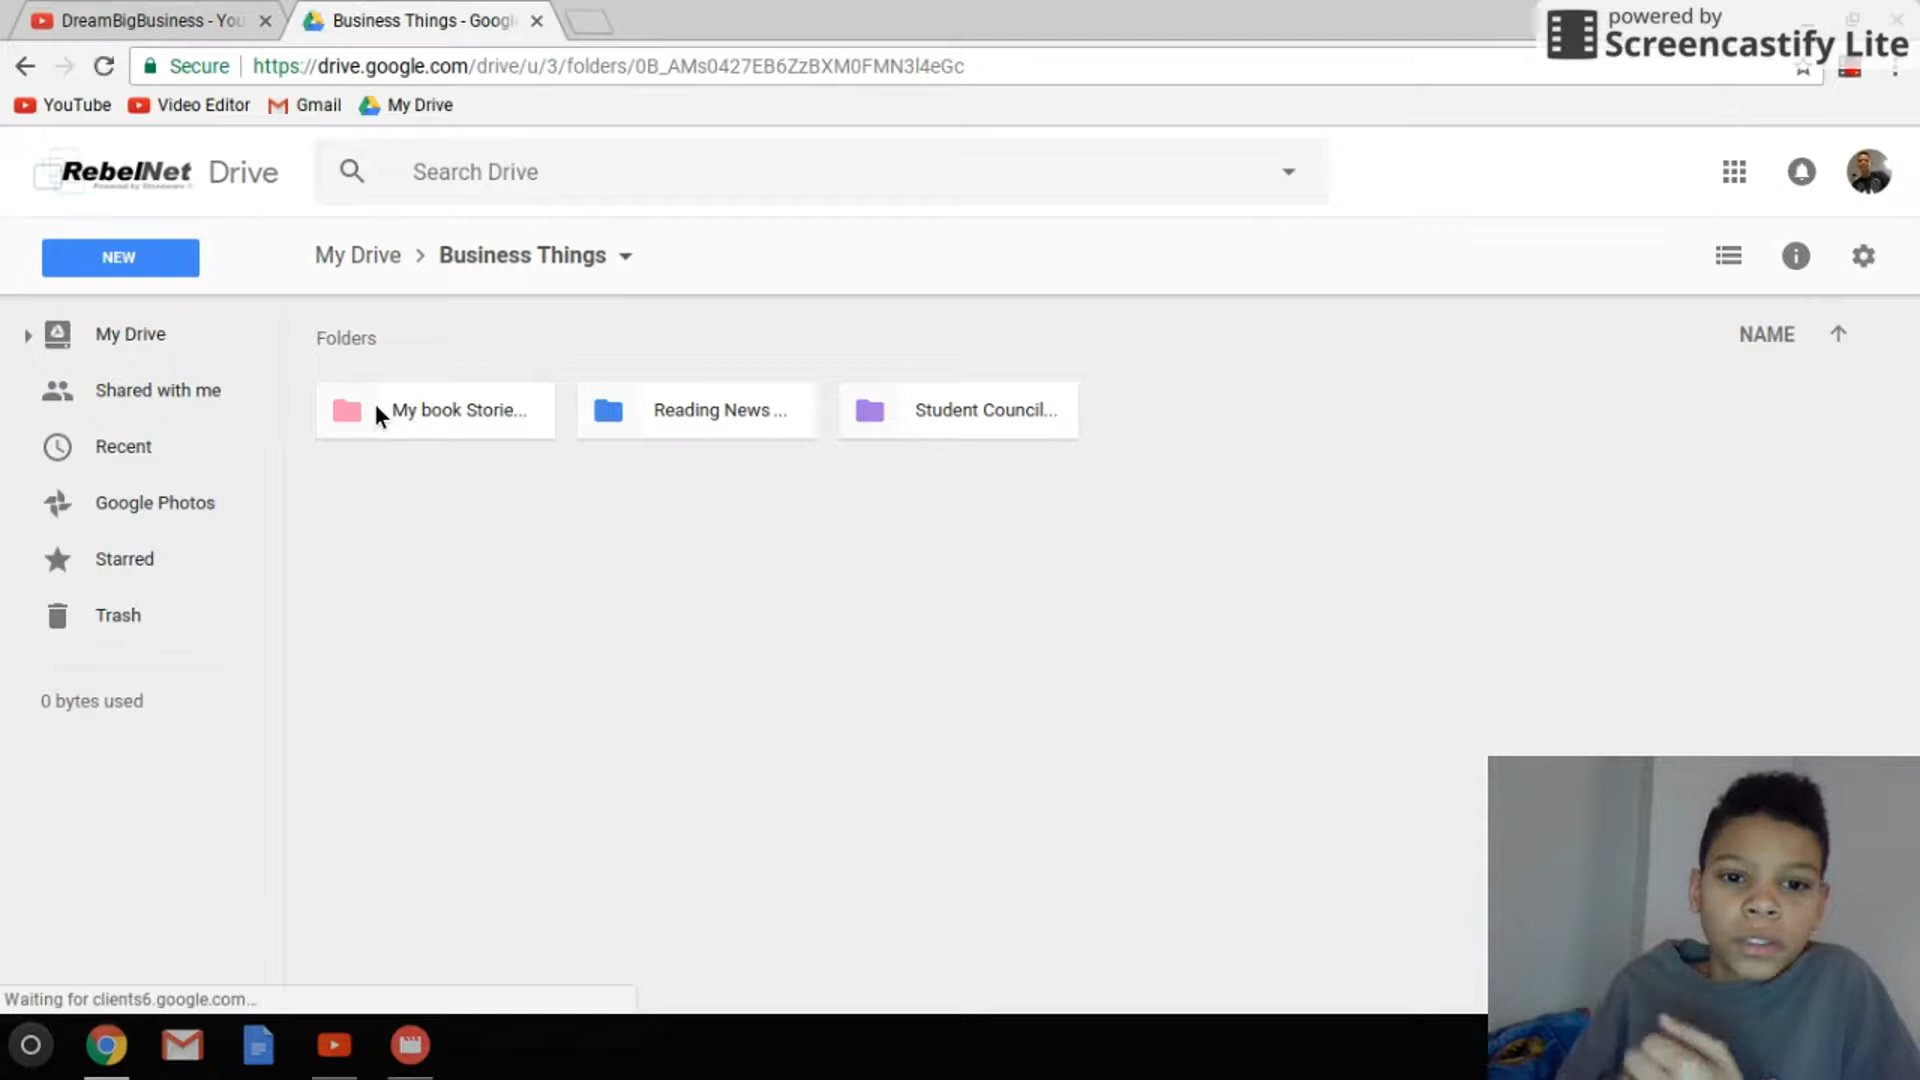 DreamBigBusiness - You
Business Things - Google
powered by
Screencastify Lite
Secure
https://drive.google.com/drive/u/3/folders/0B_AMs0427EB6ZzBXM0FMN3l4eGc
YouTube
Video Editor
Gmail
My Drive
RebelNet
Drive
Search Drive
NEW
My Drive > Business Things
My Drive
Folders
NAME
Shared with me
My book Storie...
Reading News ...
Student Council...
Recent
Google Photos
Starred
Trash
0 bytes used
Waiting for clients6.google.com...